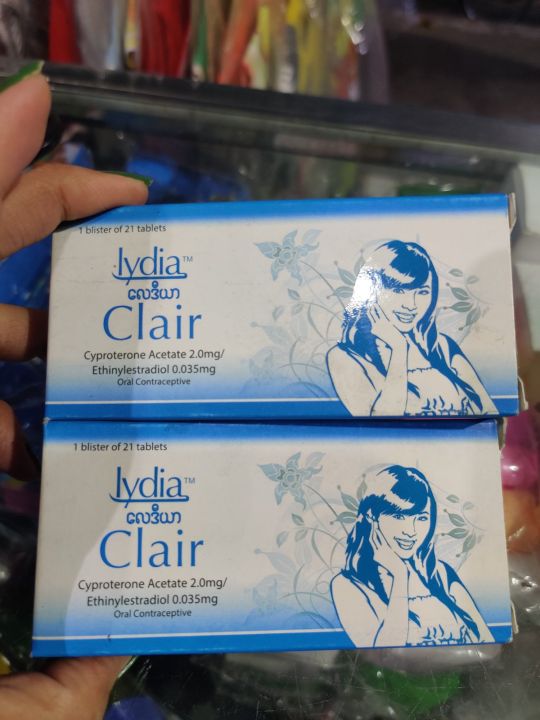 1 blister of 21 tablets
lydia™
လေဒီယာ
Clair
Cyproterone Acetate 2.0mg/
Ethinylestradiol 0.035mg
Oral Contraceptive
1 blister of 21 tablets
lydia™
လေဒီယာ
Clair
Cyproterone Acetate 2.0mg/
Ethinylestradiol 0.035mg
Oral Contraceptive